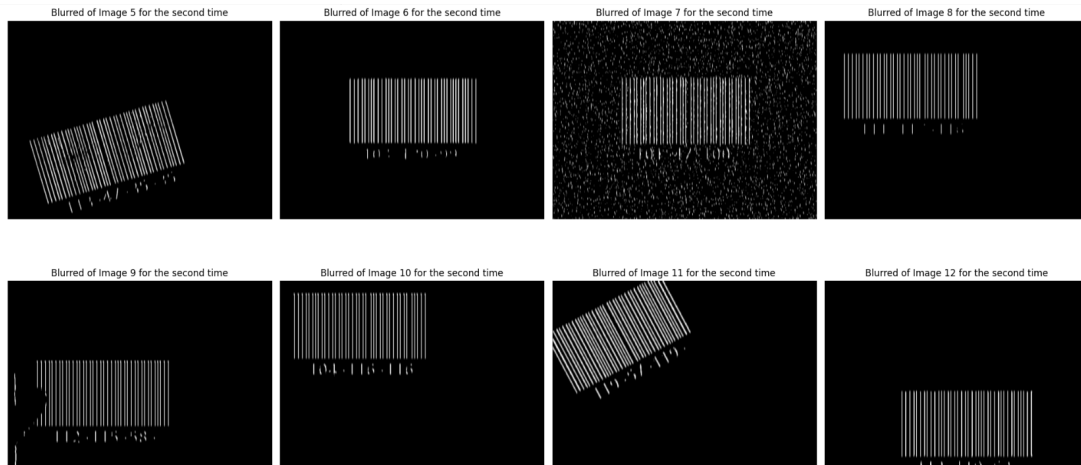 Blurred of Image 5 for the second time
Blurred of Image 6 for the second time
Blurred of Image 7 for the second time
Blurred of Image 8 for the second time
Blurred of Image 9 for the second time
Blurred of Image 10 for the second time
104-116-116
Blurred of Image 11 for the second time
Blurred of Image 12 for the second time